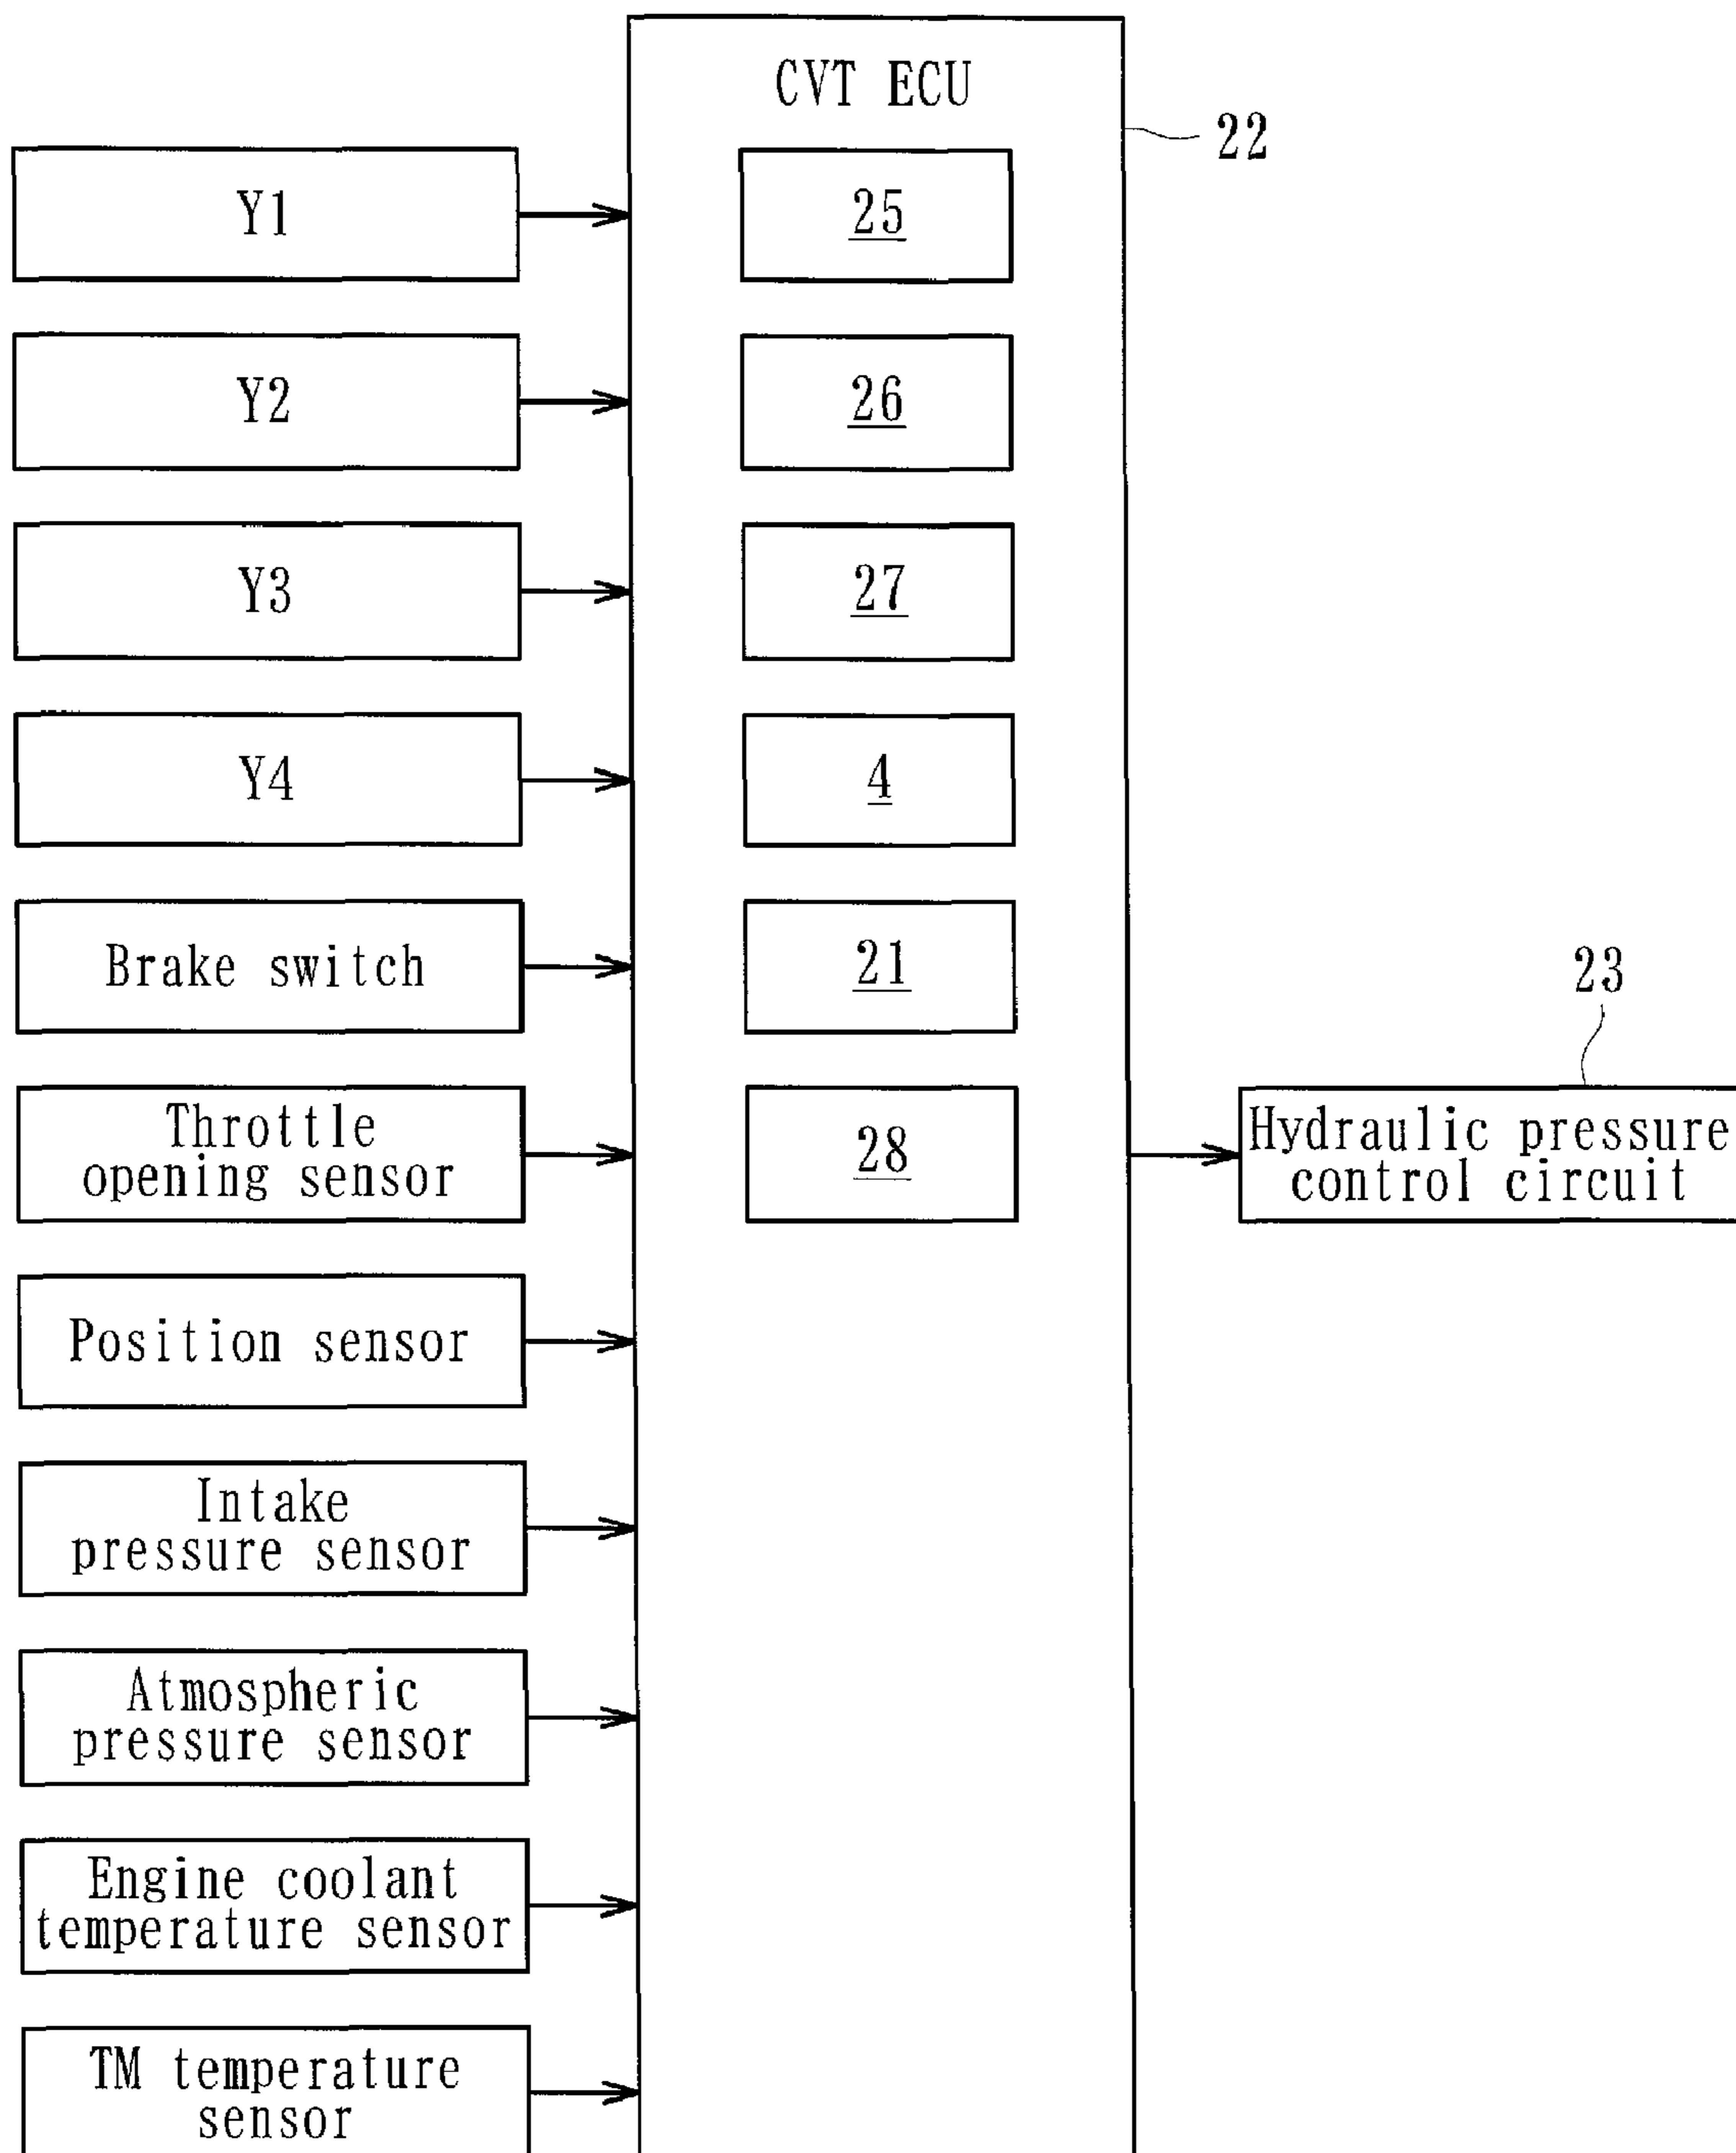 CVT ECU
22
Y1
25
Y2
26
Y3
27
Y4
4
Brake switch
21
23
Throttle
opening sensor
28
Hydraulic pressure
control circuit
Position sensor
Intake
pressure sensor
Atmospheric
pressure sensor
Engine coolant
temperature sensor
TM temperature
sensor